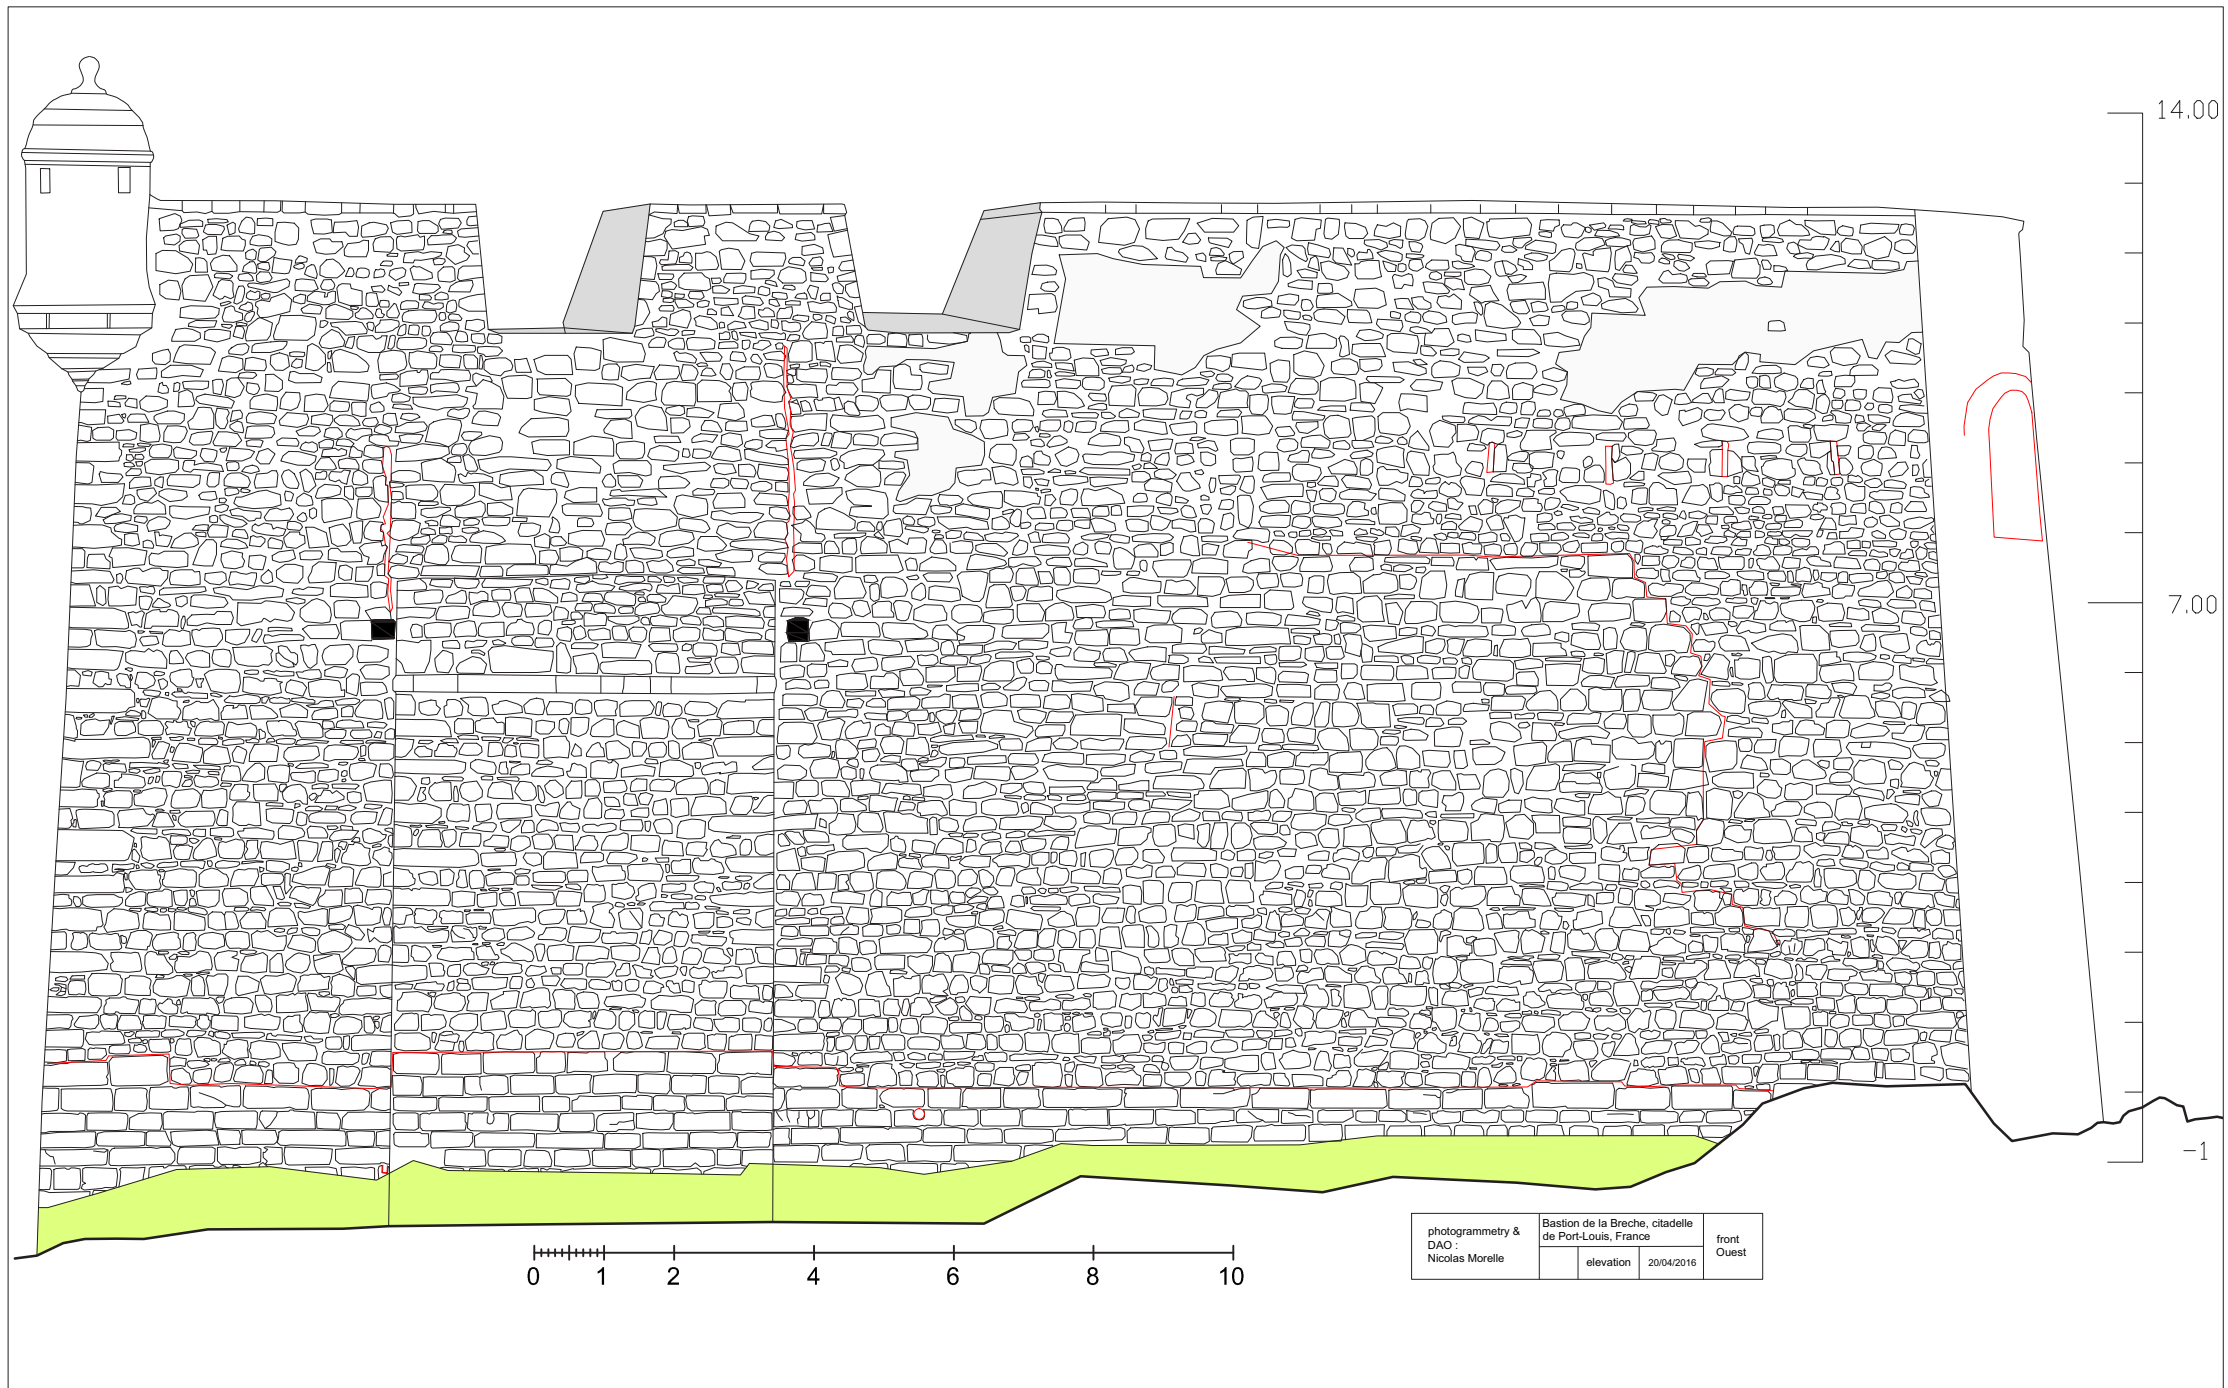 14.00
7.00
-1
0 1 2 4 6 8 10
photogrammetry &
DAO :
Nicolas Morelle
Bastion de la Breche, citadelle
de Port-Louis, France
elevation
20/04/2016
front
Ouest